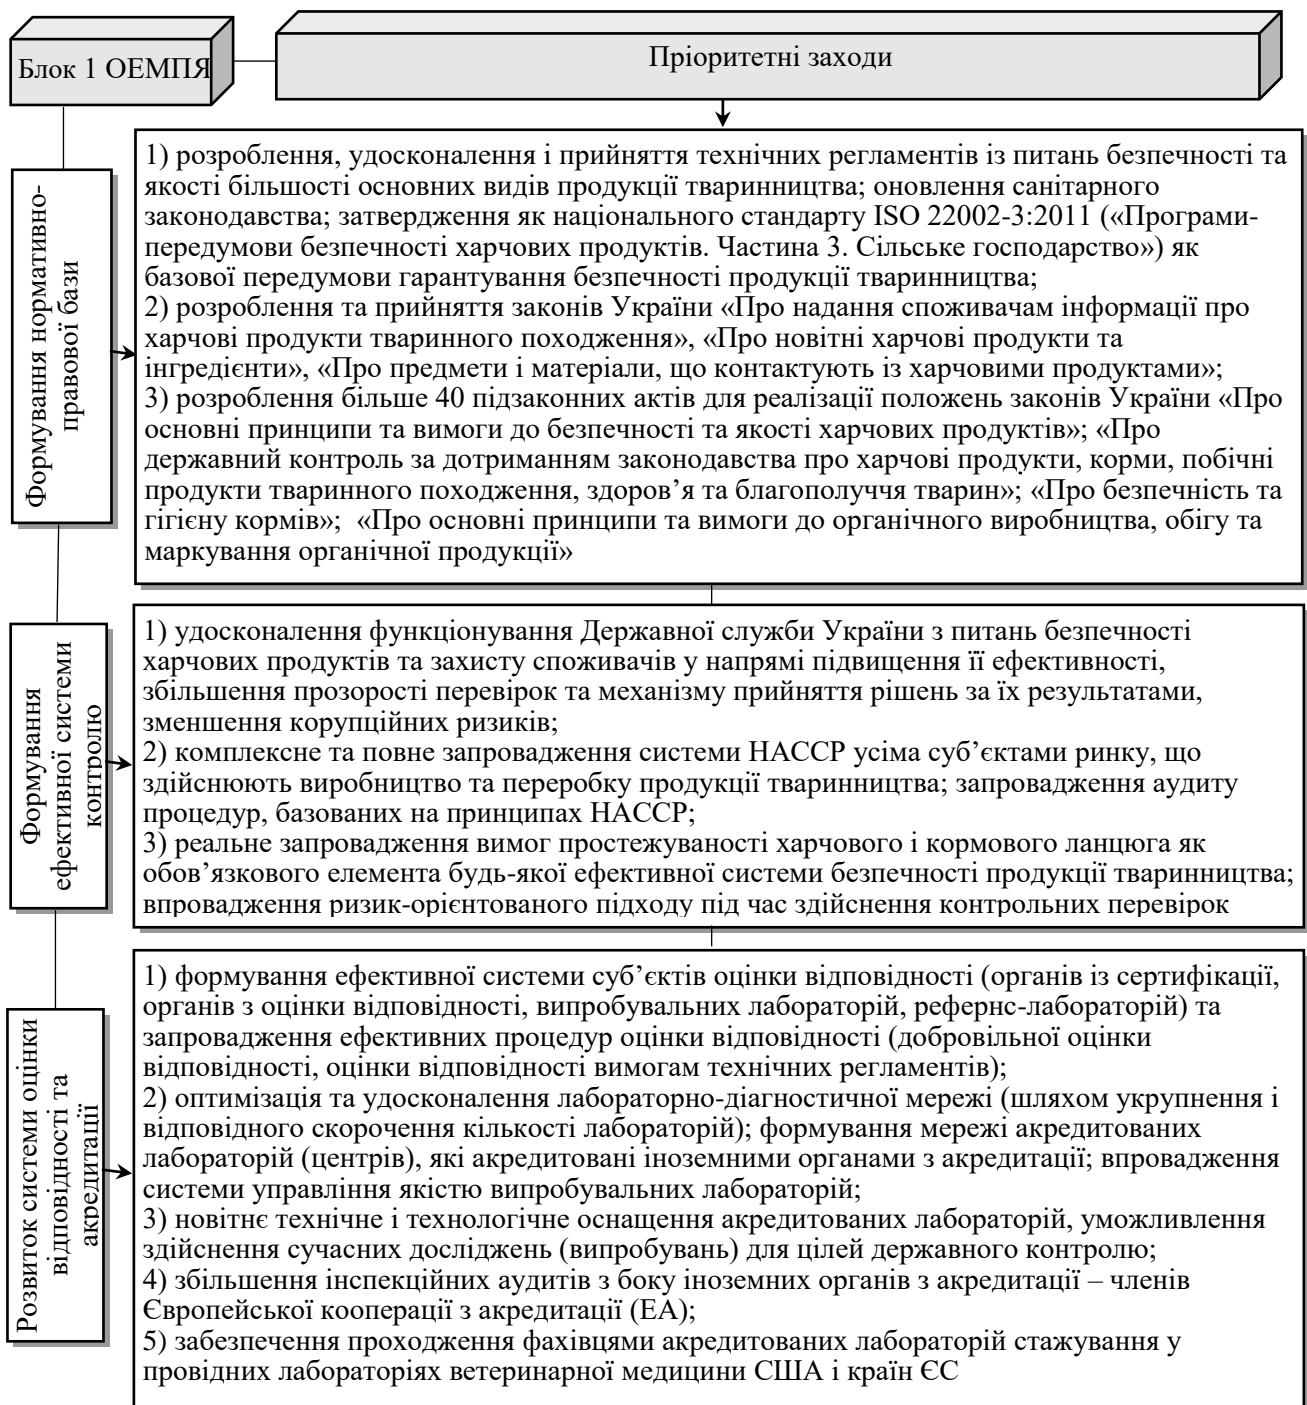 Блок 1 ОЕМПЯ
Пріоритетні заходи
Формування нормативно-
правової бази
1) розроблення, удосконалення і прийняття технічних регламентів із питань безпечності та
якості більшості основних видів продукції тваринництва; оновлення санітарного
законодавства; затвердження як національного стандарту ISO 22002-3:2011 («Програми-
передумови безпечності харчових продуктів. Частина 3. Сільське господарство») як
базової передумови гарантування безпечності продукції тваринництва;
2) розроблення та прийняття законів України «Про надання споживачам інформації про
харчові продукти тваринного походження», «Про новітні харчові продукти та
інгредієнти», «Про предмети і матеріали, що контактують із харчовими продуктами»;
3) розроблення більше 40 підзаконних актів для реалізації положень законів України «Про
основні принципи та вимоги до безпечності та якості харчових продуктів»; «Про
державний контроль за дотриманням законодавства про харчові продукти, корми, побічні
продукти тваринного походження, здоров’я та благополуччя тварин»; «Про безпечність та
гігієну кормів»; «Про основні принципи та вимоги до органічного виробництва, обігу та
маркування органічної продукції»
Формування
ефективної системи
контролю
1) удосконалення функціонування Державної служби України з питань безпечності
харчових продуктів та захисту споживачів у напрямі підвищення її ефективності,
збільшення прозорості перевірок та механізму прийняття рішень за їх результатами,
зменшення корупційних ризиків;
2) комплексне та повне запровадження системи НАССР усіма суб’єктами ринку, що
здійснюють виробництво та переробку продукції тваринництва; запровадження аудиту
процедур, базованих на принципах НАССР;
3) реальне запровадження вимог простежуваності харчового і кормового ланцюга як
обов’язкового елемента будь-якої ефективної системи безпечності продукції тваринництва;
впровадження ризик-орієнтованого підходу під час здійснення контрольних перевірок
Розвиток системи оцінки
відповідності та
акредитації
1) формування ефективної системи суб’єктів оцінки відповідності (органів із сертифікації,
органів з оцінки відповідності, випробувальних лабораторій, рефернс-лабораторій) та
запровадження ефективних процедур оцінки відповідності (добровільної оцінки
відповідності, оцінки відповідності вимогам технічних регламентів);
2) оптимізація та удосконалення лабораторно-діагностичної мережі (шляхом укрупнення і
відповідного скорочення кількості лабораторій); формування мережі акредитованих
лабораторій (центрів), які акредитовані іноземними органами з акредитації; впровадження
системи управління якістю випробувальних лабораторій;
3) новітнє технічне і технологічне оснащення акредитованих лабораторій, уможливлення
здійснення сучасних досліджень (випробувань) для цілей державного контролю;
4) збільшення інспекційних аудитів з боку іноземних органів з акредитації – членів
Європейської кооперації з акредитації (ЕА);
5) забезпечення проходження фахівцями акредитованих лабораторій стажування у
провідних лабораторіях ветеринарної медицини США і країн ЄС